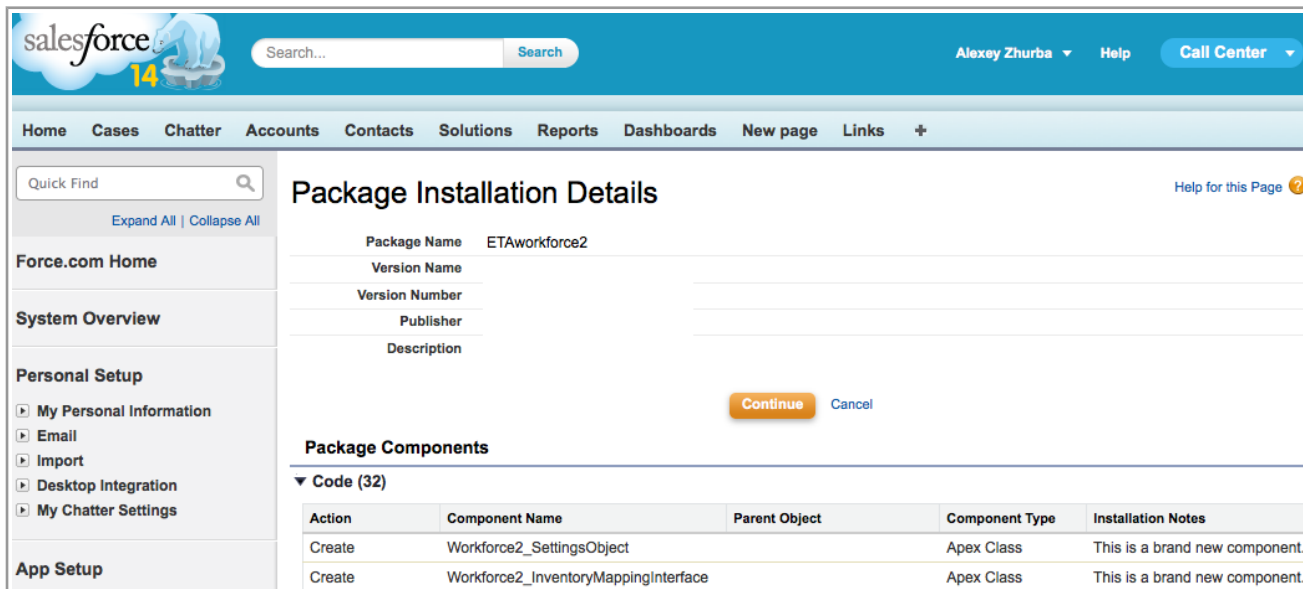 salesforce
14
Search...
Search
Alexey Zhurba
Help
Call Center
Home Cases Chatter Accounts Contacts Solutions Reports Dashboards New page Links +
Quick Find
Expand All | Collapse All
Force.com Home
System Overview
Personal Setup
My Personal Information
Email
Import
Desktop Integration
My Chatter Settings
App Setup
Package Installation Details
Help for this Page ?
Package Name ETAworkforce2
Version Name
Version Number
Publisher
Description
Continue Cancel
Package Components
Code (32)
Action Component Name Parent Object Component Type Installation Notes
Create Workforce2_SettingsObject Apex Class This is a brand new component.
Create Workforce2_InventoryMappingInterface Apex Class This is a brand new component.